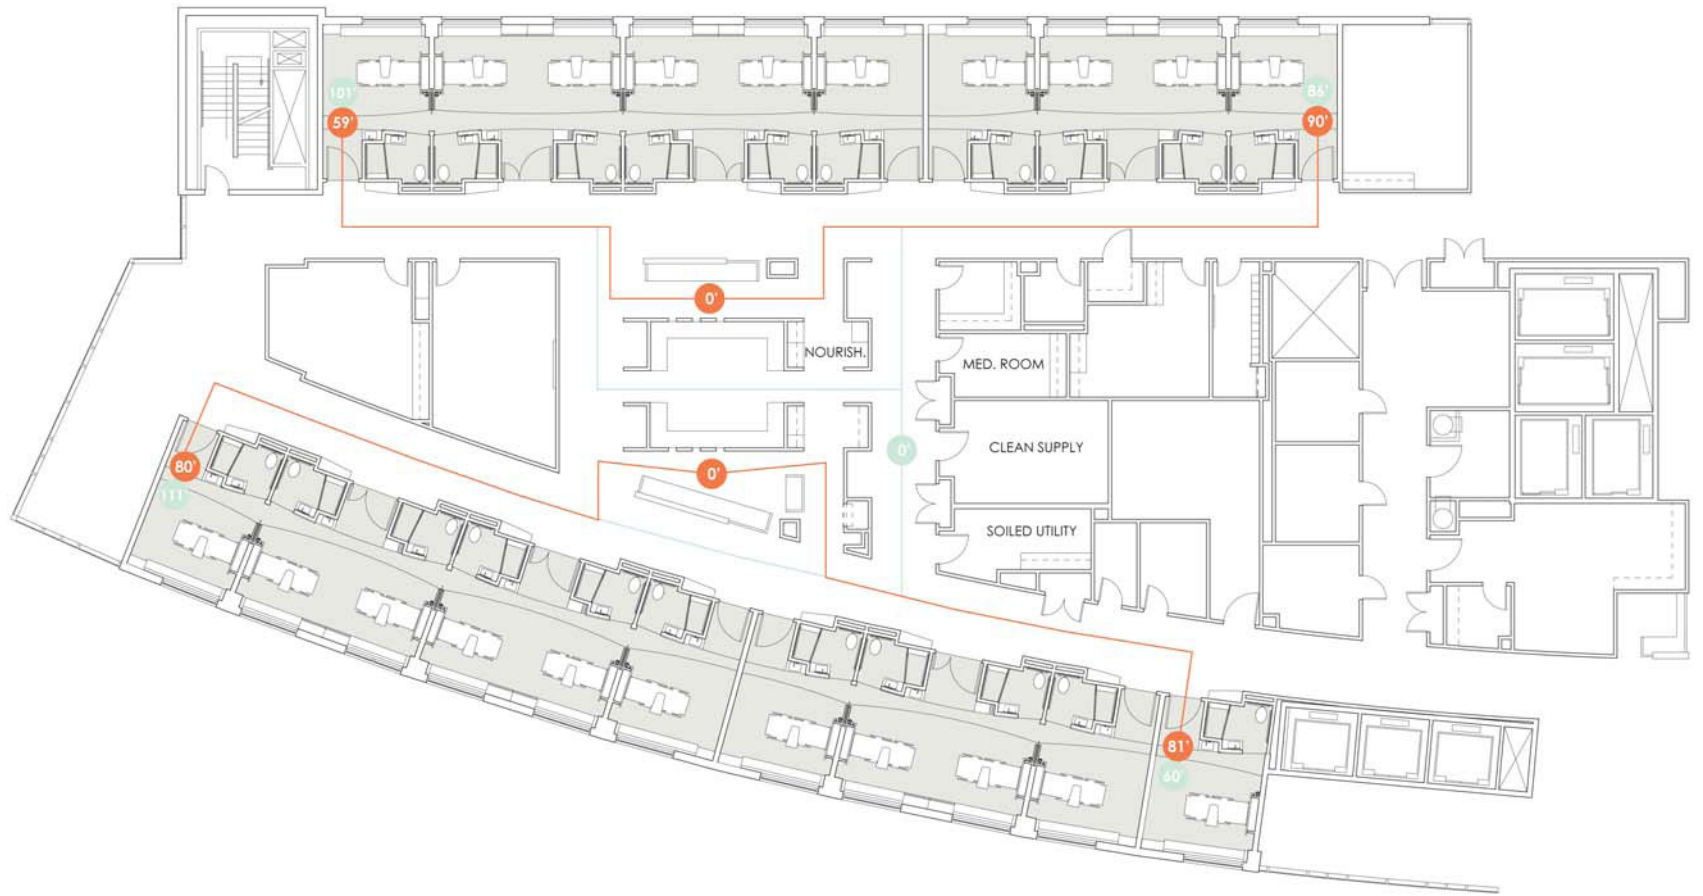 101'
86'
59'
90'
0'
NOURISH.
MED. ROOM
CLEAN SUPPLY
0'
80'
0'
111'
SOILED UTILITY
81'
60'